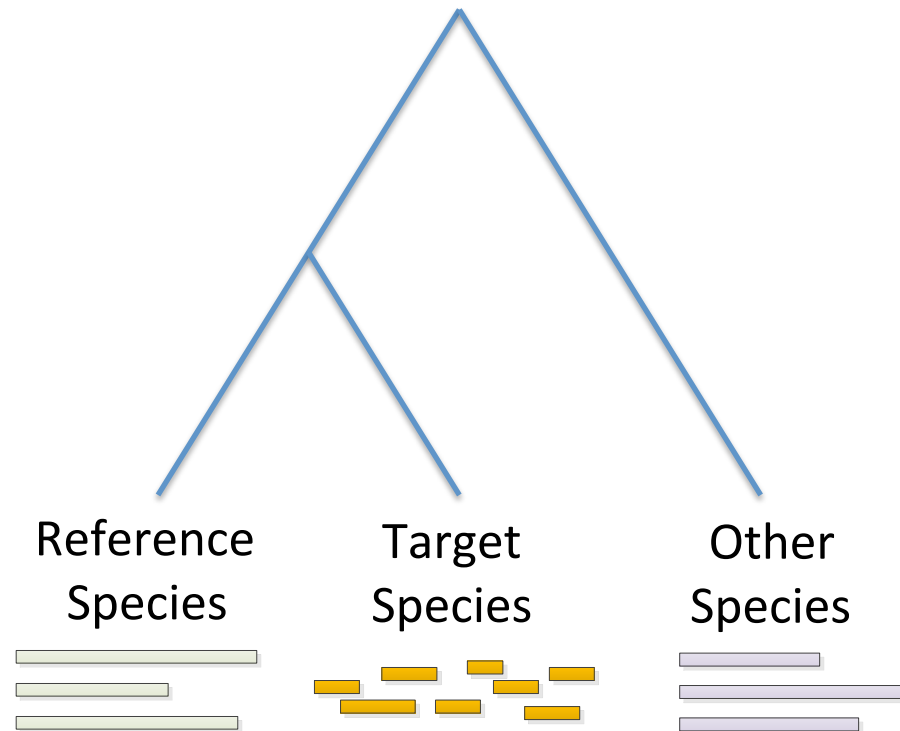 Reference
Species
Target
Species
Other
Species